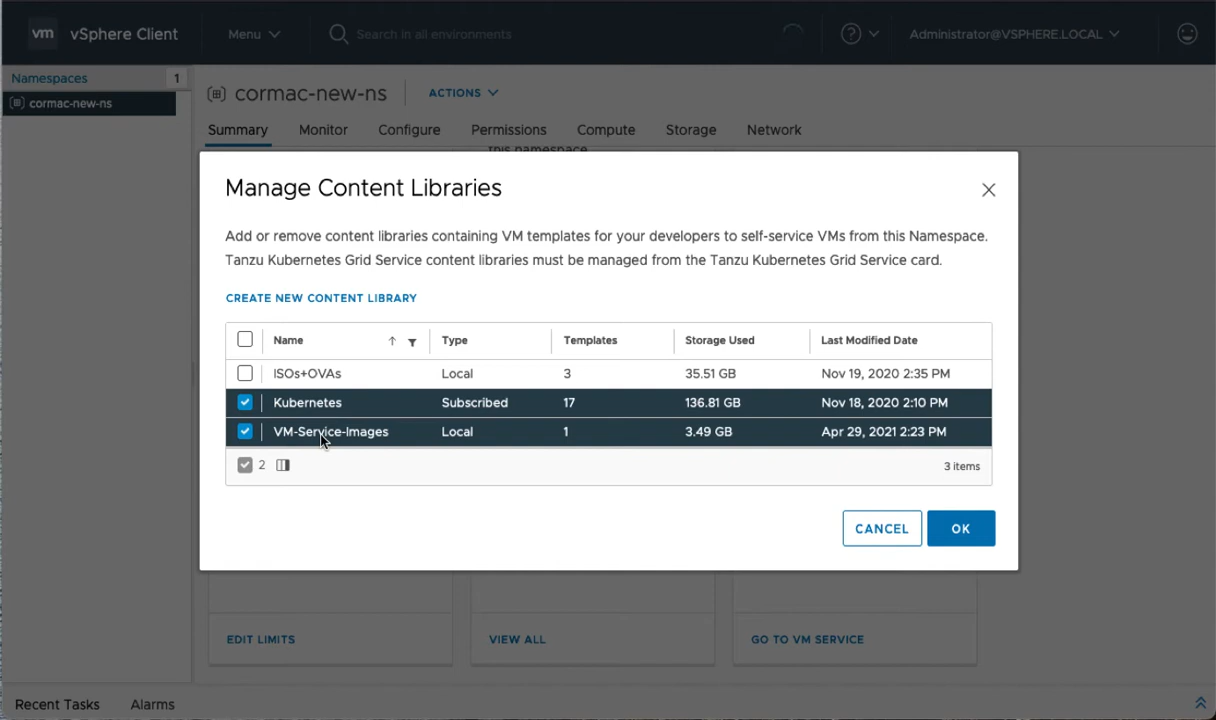 vm vSphere Client Menu Search in all environments Administrator@VSPHERE.LOCAL
Namespaces 1
cormac-new-ns
cormac-new-ns ACTIONS
Summary Monitor Configure Permissions Compute Storage Network
this namespace
Manage Content Libraries
Add or remove content libraries containing VM templates for your developers to self-service VMs from this Namespace.
Tanzu Kubernetes Grid Service content libraries must be managed from the Tanzu Kubernetes Grid Service card.
CREATE NEW CONTENT LIBRARY
Name Type Templates Storage Used Last Modified Date
ISOs+OVAs Local 3 35.51 GB Nov 19, 2020 2:35 PM
Kubernetes Subscribed 17 136.81 GB Nov 18, 2020 2:10 PM
VM-Service-Images Local 1 3.49 GB Apr 29, 2021 2:23 PM
2 3 items
CANCEL OK
EDIT LIMITS VIEW ALL GO TO VM SERVICE
Recent Tasks Alarms